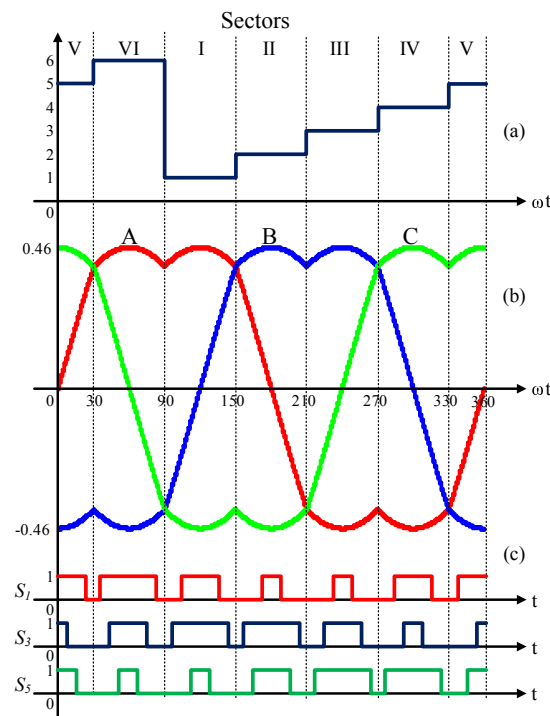 Sectors
V VI I II III IV V
6
5
4
3
2
1
0
(a)
ωt
A B C
0.46
(b)
0 30 90 150 210 270 330 360
ωt
-0.46
(c)
1
S1
0
t
1
S3
0
t
1
S5
0
t